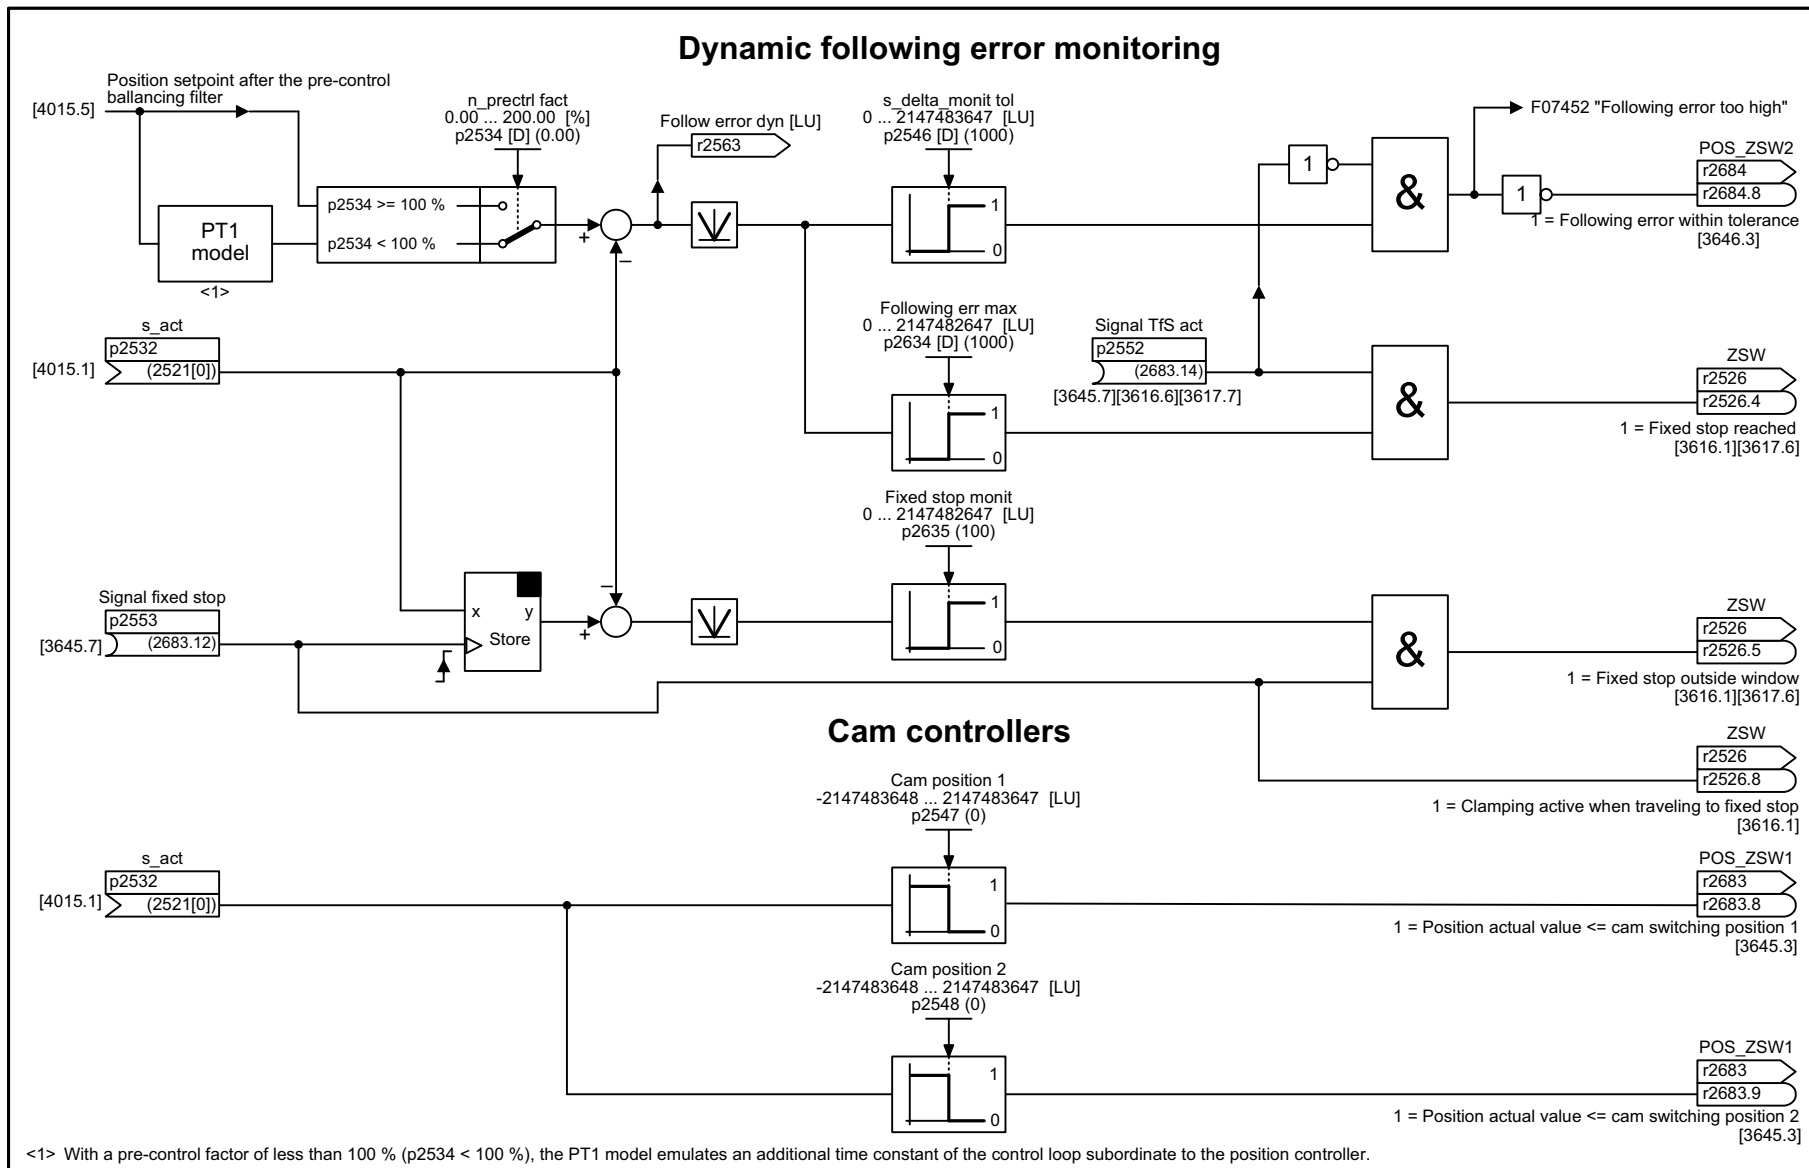 Dynamic following error monitoring
Position setpoint after the pre-control
ballancing filter
[4015.5]
n_prectrl fact
0.00 ... 200.00 [%]
p2534 [D] (0.00)
Follow error dyn [LU]
r2563
s_delta_monit tol
0 ... 2147483647 [LU]
p2546 [D] (1000)
1
&
F07452 "Following error too high"
POS_ZSW2
r2684
r2684.8
1
1 = Following error within tolerance
[3646.3]
p2534 >= 100 %
p2534 < 100 %
PT1
model
<1>
+
−
1
0
s_act
p2532
(2521[0])
[4015.1]
Following err max
0 ... 2147482647 [LU]
p2634 [D] (1000)
1
0
Signal TfS act
p2552
(2683.14)
[3645.7][3616.6][3617.7]
&
ZSW
r2526
r2526.4
1 = Fixed stop reached
[3616.1][3617.6]
Fixed stop monit
0 ... 2147482647 [LU]
p2635 (100)
1
0
Signal fixed stop
p2553
(2683.12)
[3645.7]
x
y
Store
−
+
&
ZSW
r2526
r2526.5
1 = Fixed stop outside window
[3616.1][3617.6]
ZSW
r2526
r2526.8
1 = Clamping active when traveling to fixed stop
[3616.1]
Cam controllers
Cam position 1
-2147483648 ... 2147483647 [LU]
p2547 (0)
s_act
p2532
(2521[0])
[4015.1]
1
0
POS_ZSW1
r2683
r2683.8
1 = Position actual value <= cam switching position 1
[3645.3]
Cam position 2
-2147483648 ... 2147483647 [LU]
p2548 (0)
1
0
POS_ZSW1
r2683
r2683.9
1 = Position actual value <= cam switching position 2
[3645.3]
<1> With a pre-control factor of less than 100 % (p2534 < 100 %), the PT1 model emulates an additional time constant of the control loop subordinate to the position controller.